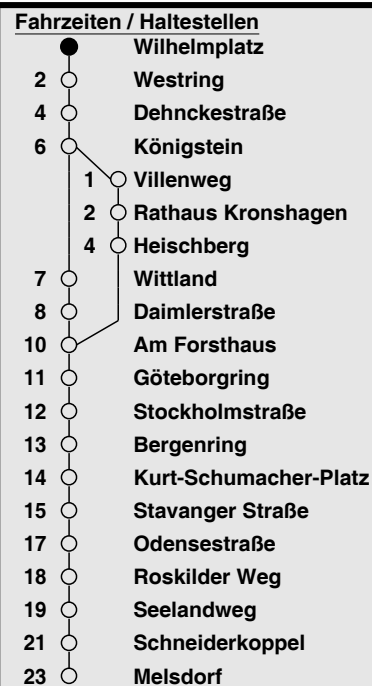 Fahrzeiten / Haltestellen
Wilhelmplatz
2 Westring
4 Dehnckestraße
6 Königstein
1 Villenweg
2 Rathaus Kronshagen
4 Heischberg
7 Wittland
8 Daimlerstraße
10 Am Forsthaus
11 Göteborgring
12 Stockholmstraße
13 Bergenring
14 Kurt-Schumacher-Platz
15 Stavanger Straße
17 Odensestraße
18 Roskilder Weg
19 Seelandweg
21 Schneiderkoppel
23 Melsdorf